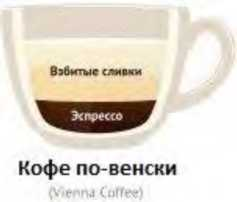 Взбитые сливки
Эспрессо
Кофе по-венски
(Vienna Coffee)